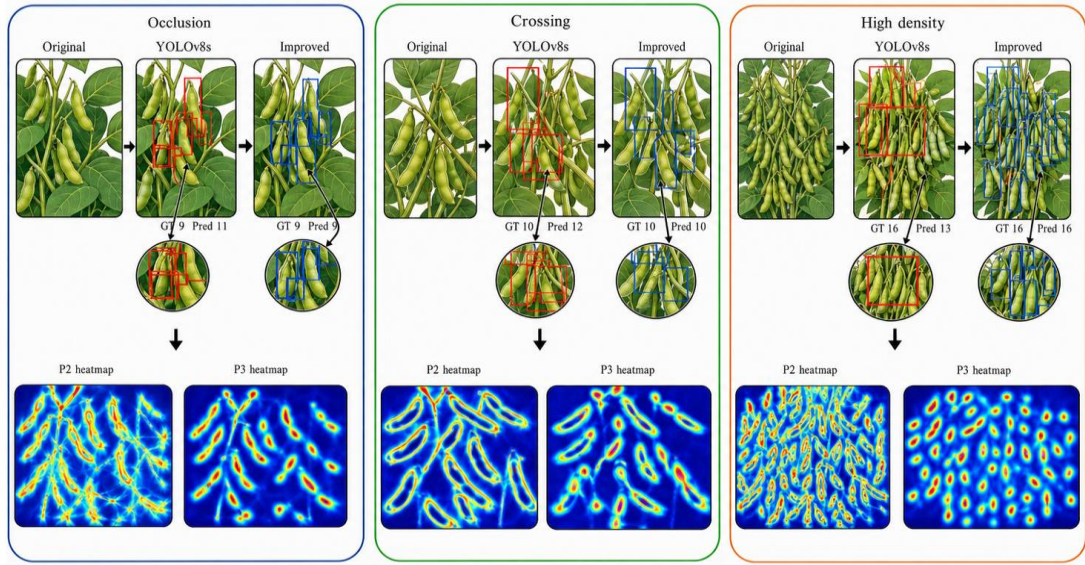 Occlusion
Original
YOLOv8s
Improved
GT 9 Pred 11
GT 9 Pred 9
P2 heatmap
P3 heatmap
Crossing
Original
YOLOv8s
Improved
GT 10 Pred 12
GT 10 Pred 10
P2 heatmap
P3 heatmap
High density
Original
YOLOv8s
Improved
GT 16 Pred 13
GT 16 Pred 16
P2 heatmap
P3 heatmap